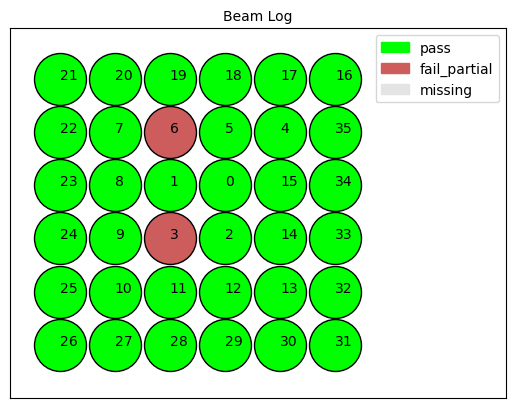 Beam Log
pass
fail_partial
missing
21 20 19 18 17 16
22 7 6 5 4 35
23 8 1 0 15 34
24 9 3 2 14 33
25 10 11 12 13 32
26 27 28 29 30 31